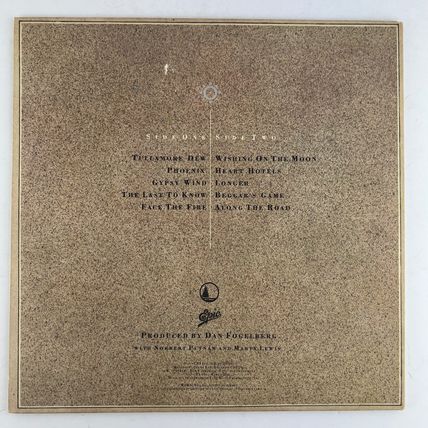 SIDE ONE SIDE TWO
TULLAMORE DEW WISHING ON THE MOON
PHOENIX HEART HOTELS
GYPSY WIND LONGER
THE LAST TO KNOW BEGGAR'S GAME
FACE THE FIRE ALONG THE ROAD
Epic
PRODUCED BY DAN FOGELBERG
WITH NORBERT PUTNAM AND MARTY LEWIS